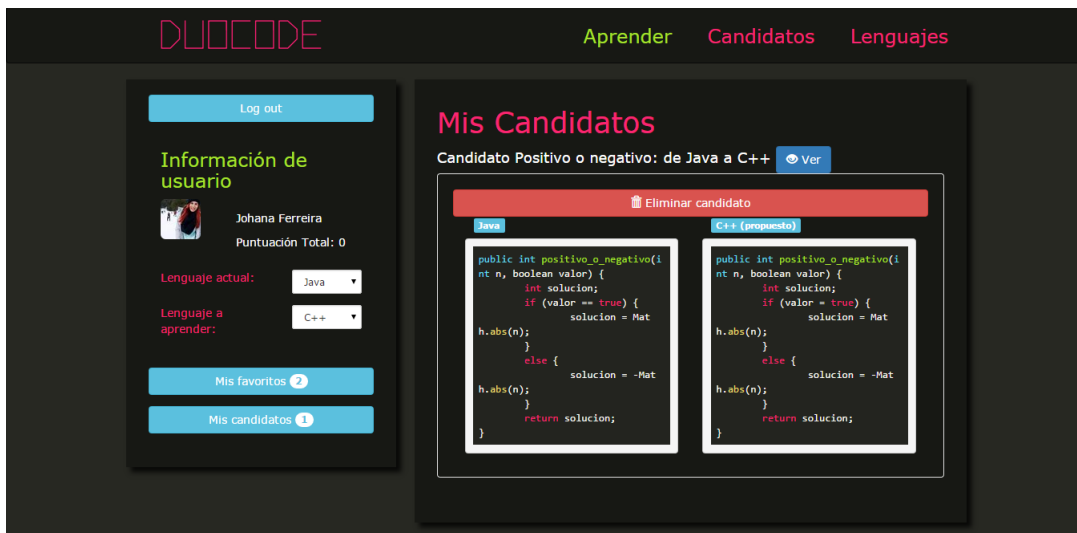 DUOCODE
Aprender Candidatos Lenguajes
Log out
Información de
usuario
Johana Ferreira
Puntuación Total: 0
Lenguaje actual: Java
Lenguaje a
aprender: C++
Mis favoritos 2
Mis candidatos 1
Mis Candidatos
Candidato Positivo o negativo: de Java a C++ Ver
Eliminar candidato
Java
public int positivo_o_negativo(i
nt n, boolean valor) {
int solucion;
if (valor == true) {
solucion = Mat
h.abs(n);
}
else {
solucion = -Mat
h.abs(n);
}
return solucion;
}
C++ (propuesto)
public int positivo_o_negativo(i
nt n, boolean valor) {
int solucion;
if (valor = true) {
solucion = Mat
h.abs(n);
}
else {
solucion = -Mat
h.abs(n);
}
return solucion;
}